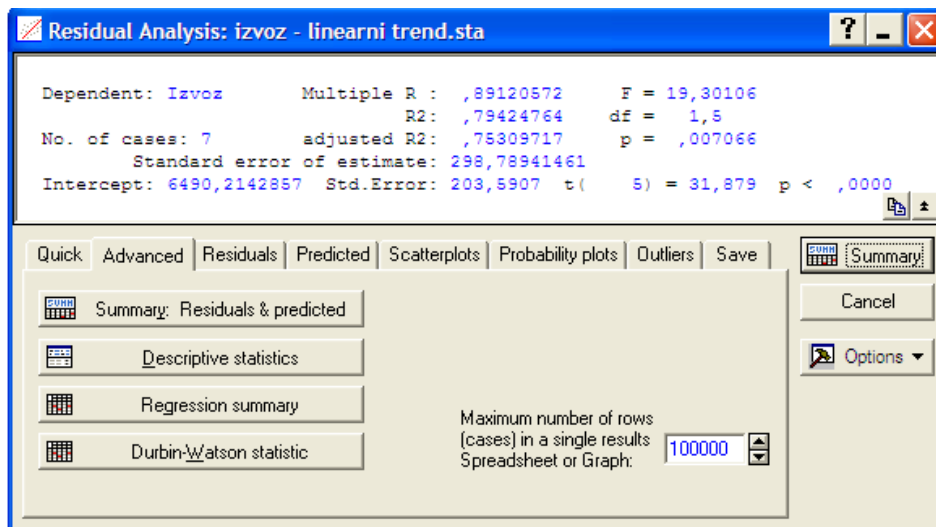 Residual Analysis: izvoz - linearni trend.sta
Dependent: Izvoz Multiple R : ,89120572 F = 19,30106
R2: ,79424764 df = 1,5
No. of cases: 7 adjusted R2: ,75309717 p = ,007066
Standard error of estimate: 298,78941461
Intercept: 6490,2142857 Std.Error: 203,5907 t( 5) = 31,879 p < ,0000
Quick Advanced Residuals Predicted Scatterplots Probability plots Outliers Save
Summary
Summary: Residuals & predicted
Cancel
Descriptive statistics
Options
Regression summary
Durbin-Watson statistic
Maximum number of rows
(cases) in a single results
Spreadsheet or Graph: 100000